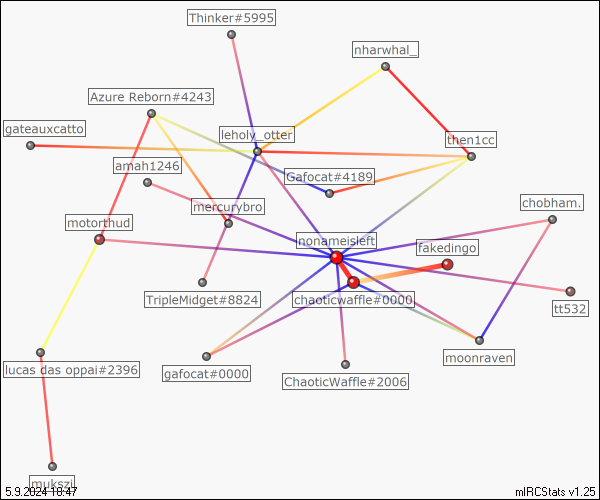 Thinker#5995
nharwhal_
Azure Reborn#4243
gateauxcatto
leholy_otter
then1cc
amah1246
Gafocat#4189
mercurybro
chobham.
motorthud
nonameisleft
fakedingo
TripleMidget#8824
chaoticwaffle#0000
tt532
moonraven
lucas das oppai#2396
gafocat#0000
ChaoticWaffle#2006
mukszi
5.9.2024 18:47
mIRCStats v1.25